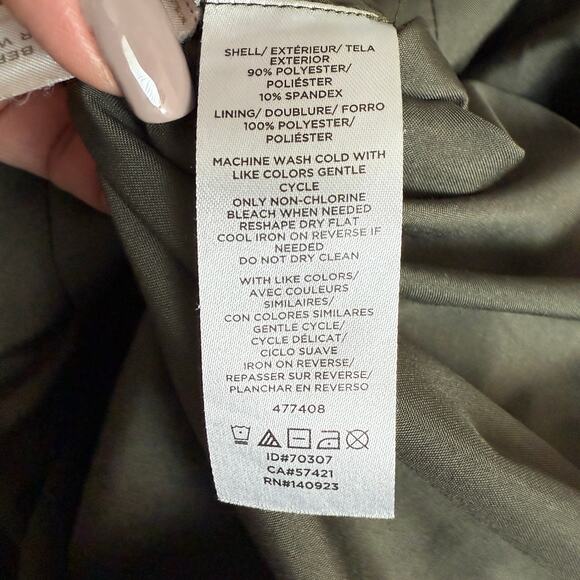 BER
R W
SHELL/ EXTÉRIEUR/ TELA
EXTERIOR
90% POLYESTER/
POLIÉSTER
10% SPANDEX
LINING/ DOUBLURE/ FORRO
100% POLYESTER/
POLIÉSTER
MACHINE WASH COLD WITH
LIKE COLORS GENTLE
CYCLE
ONLY NON-CHLORINE
BLEACH WHEN NEEDED
RESHAPE DRY FLAT
COOL IRON ON REVERSE IF
NEEDED
DO NOT DRY CLEAN
WITH LIKE COLORS/
AVEC COULEURS
SIMILAIRES/
CON COLORES SIMILARES
GENTLE CYCLE/
CYCLE DÉLICAT/
CICLO SUAVE
IRON ON REVERSE/
REPASSER SUR REVERSE/
PLANCHAR EN REVERSO
477408
ID#70307
CA#57421
RN#140923